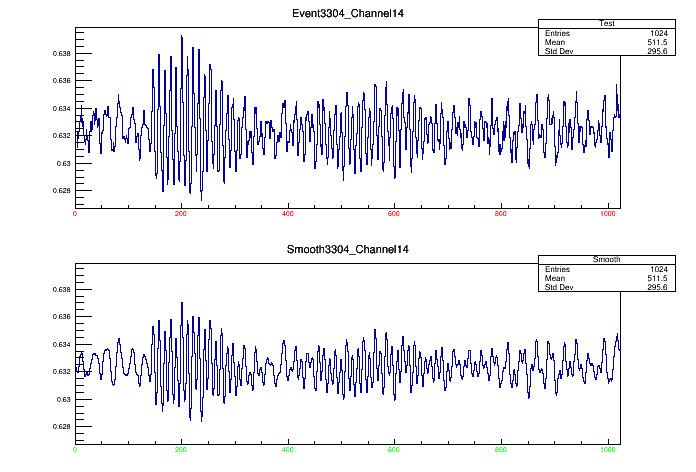 Event3304_Channel14
Test
Entries 1024
Mean 511.5
Std Dev 295.6
0.638
0.636
0.634
0.632
0.63
0.628
0 200 400 600 800 1000
Smooth3304_Channel14
Smooth
Entries 1024
Mean 511.5
Std Dev 295.6
0.638
0.636
0.634
0.632
0.63
0.628
0 200 400 600 800 1000